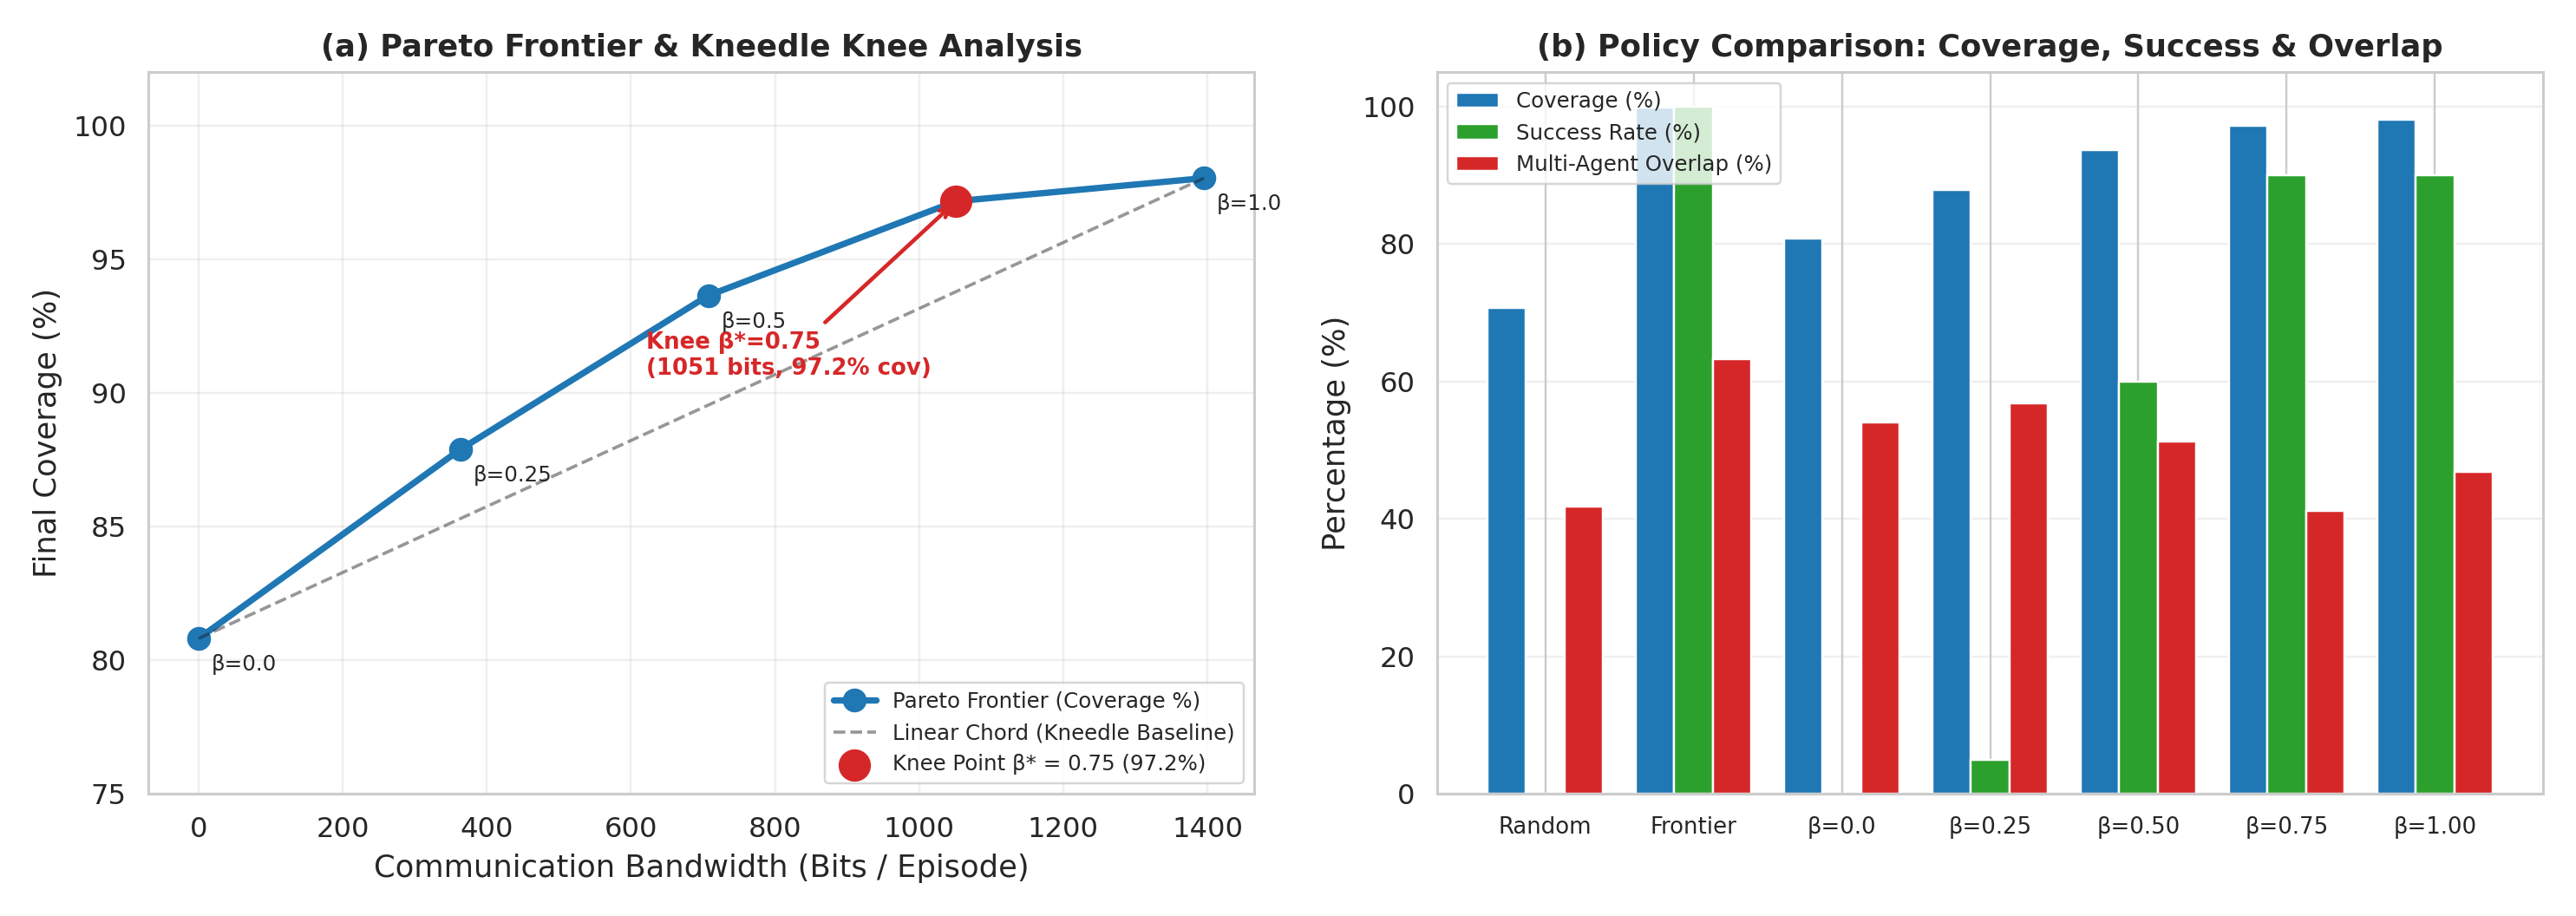 (a) Pareto Frontier & Kneedle Knee Analysis
Final Coverage (%)
100
95
90
85
80
75
β=0.0
β=0.25
β=0.5
β=1.0
Knee β*=0.75
(1051 bits, 97.2% cov)
Pareto Frontier (Coverage %)
Linear Chord (Kneedle Baseline)
Knee Point β* = 0.75 (97.2%)
0 200 400 600 800 1000 1200 1400
Communication Bandwidth (Bits / Episode)
(b) Policy Comparison: Coverage, Success & Overlap
Percentage (%)
100
80
60
40
20
0
Coverage (%)
Success Rate (%)
Multi-Agent Overlap (%)
Random Frontier β=0.0 β=0.25 β=0.50 β=0.75 β=1.00